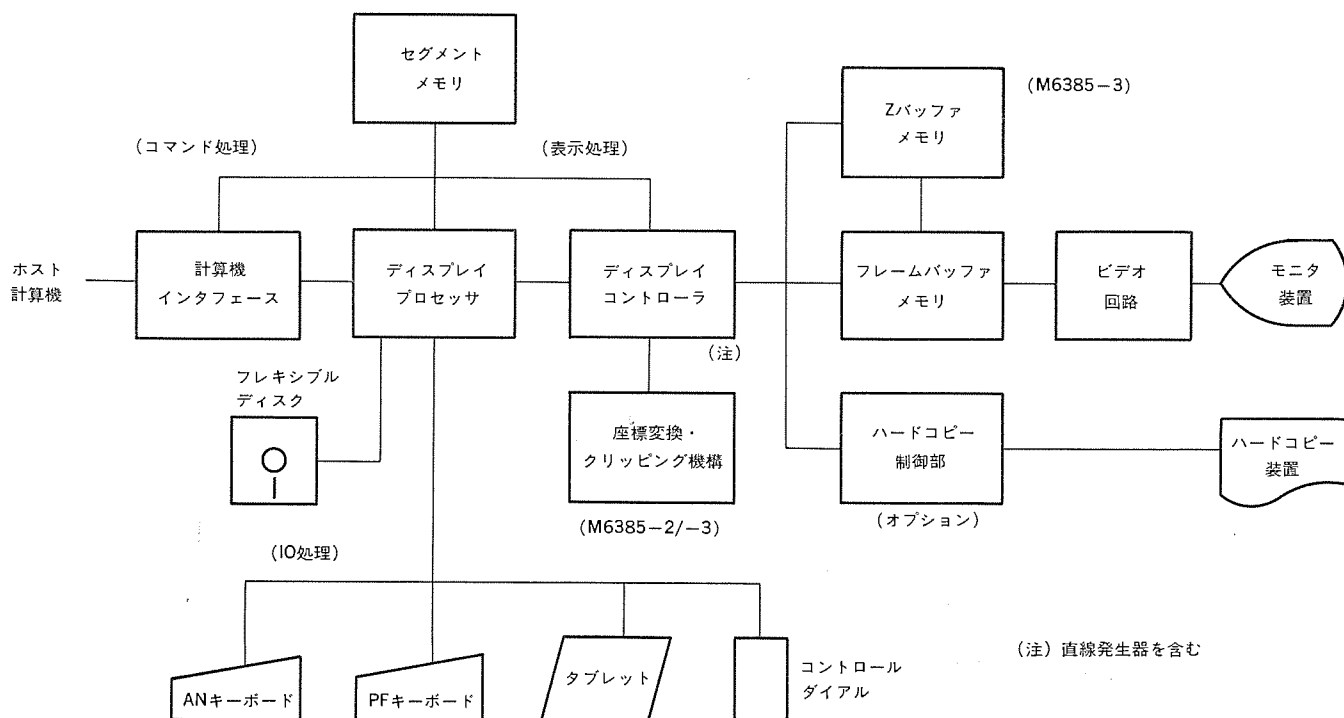 セグメント
メモリ
(コマンド処理)
(表示処理)
Zバッファ
メモリ
(M6385-3)
ホスト
計算機
計算機
インタフェース
ディスプレイ
プロセッサ
ディスプレイ
コントローラ
(注)
フレームバッファ
メモリ
ビデオ
回路
モニタ
装置
フレキシブル
ディスク
座標変換・
クリッピング機構
(M6385-2/-3)
ハードコピー
制御部
(オプション)
ハードコピー
装置
(IO処理)
ANキーボード
PFキーボード
タブレット
コントロール
ダイアル
(注) 直線発生器を含む